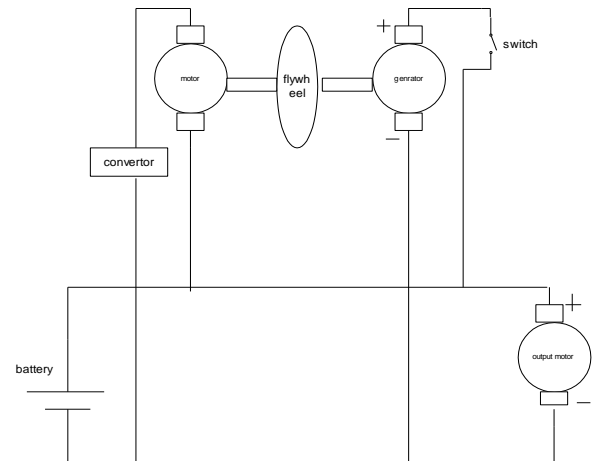 +
switch
motor
flywh
eel
genrator
—
convertor
+
output motor
battery
—